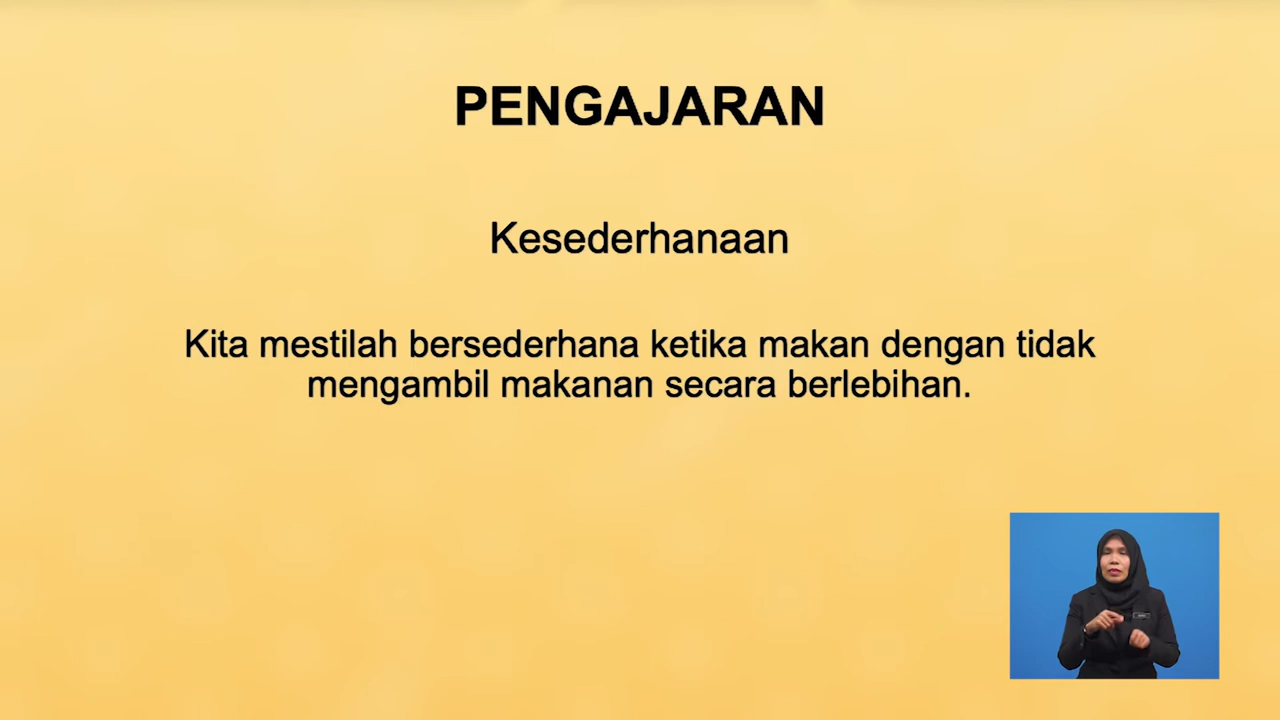 PENGAJARAN
Kesederhanaan
Kita mestilah bersederhana ketika makan dengan tidak
mengambil makanan secara berlebihan.